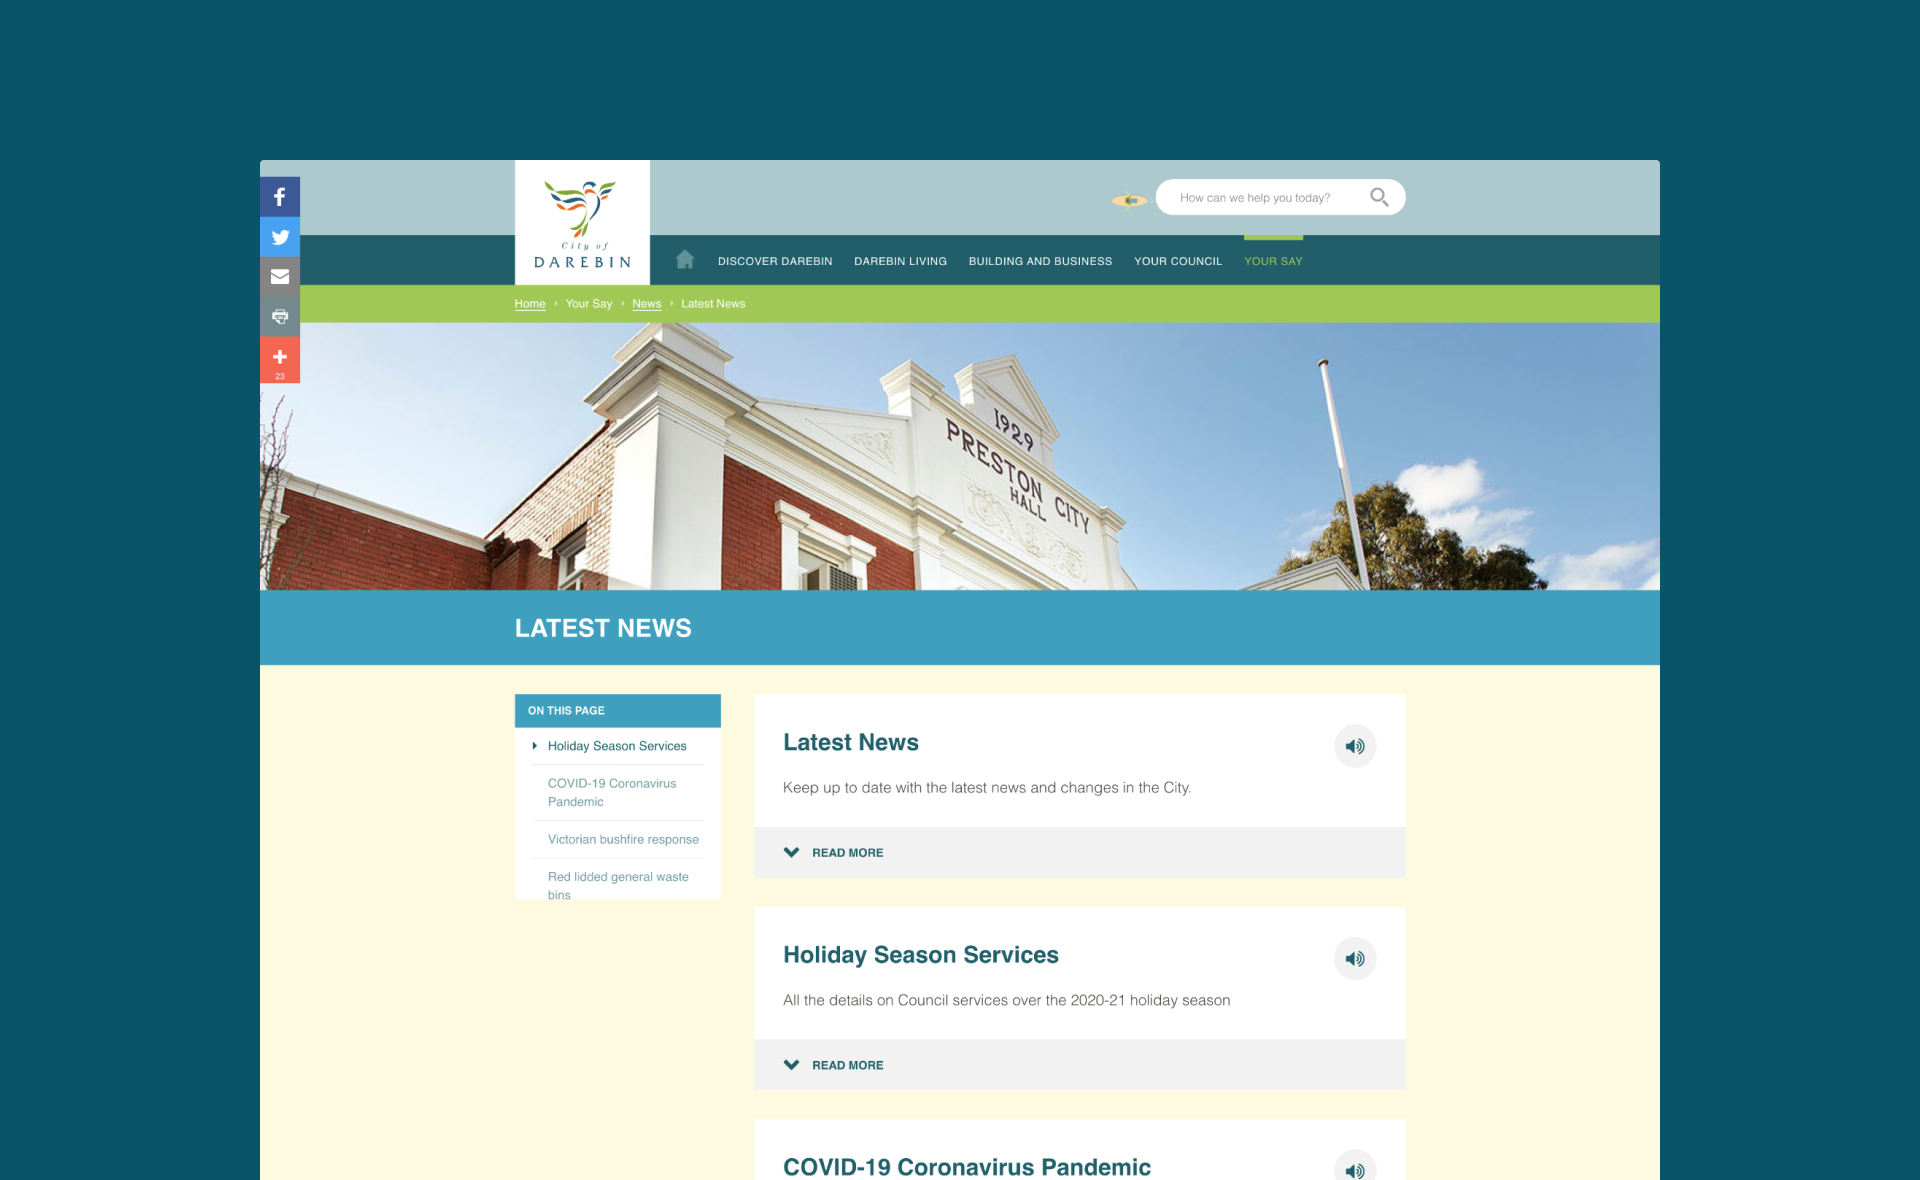 How can we help you today?
City of
DAREBIN
DISCOVER DAREBIN
DAREBIN LIVING
BUILDING AND BUSINESS
YOUR COUNCIL
YOUR SAY
Home
Your Say
News
Latest News
23
1929
PRESTON CITY
HALL
LATEST NEWS
ON THIS PAGE
Holiday Season Services
COVID-19 Coronavirus
Pandemic
Victorian bushfire response
Red lidded general waste
bins
Latest News
Keep up to date with the latest news and changes in the City.
READ MORE
Holiday Season Services
All the details on Council services over the 2020-21 holiday season
READ MORE
COVID-19 Coronavirus Pandemic